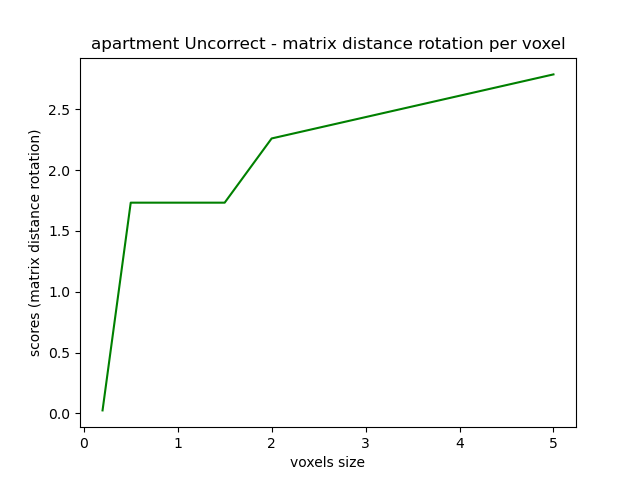 apartment Uncorrect - matrix distance rotation per voxel
scores (matrix distance rotation)
2.5
2.0
1.5
1.0
0.5
0.0
0 1 2 3 4 5
voxels size